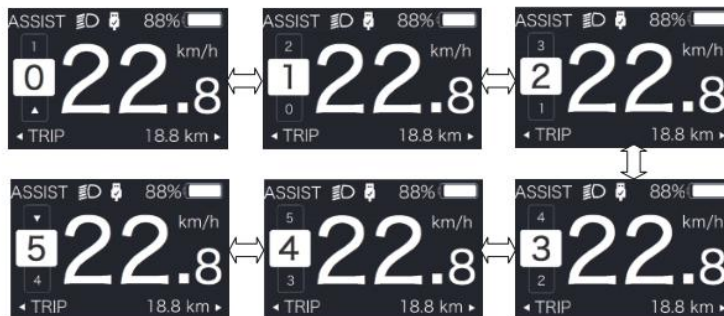 ASSIST 88%
1
0
22.8 km/h
▲
◂ TRIP 18.8 km ▸
ASSIST 88%
2
1
22.8 km/h
0
◂ TRIP 18.8 km ▸
ASSIST 88%
3
2
22.8 km/h
1
◂ TRIP 18.8 km ▸
ASSIST 88%
▼
5
22.8 km/h
4
◂ TRIP 18.8 km ▸
ASSIST 88%
5
4
22.8 km/h
3
◂ TRIP 18.8 km ▸
ASSIST 88%
4
3
22.8 km/h
2
◂ TRIP 18.8 km ▸